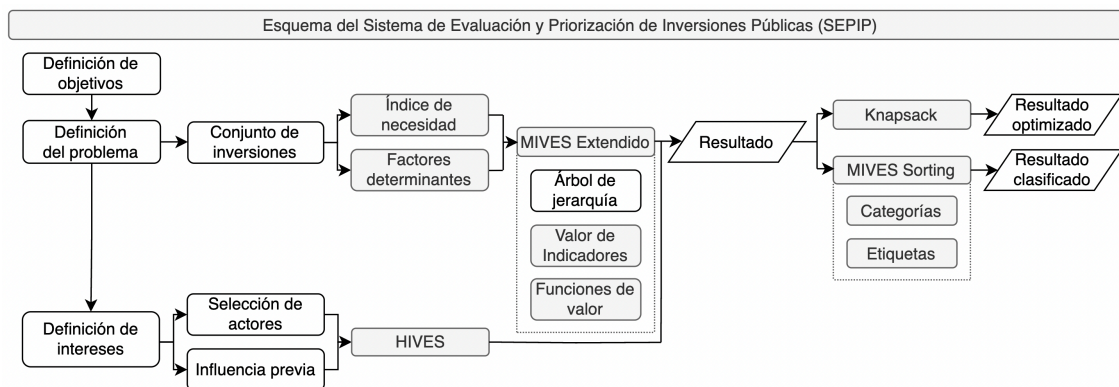 Esquema del Sistema de Evaluación y Priorización de Inversiones Públicas (SEPIP)
Definición de
objetivos
Definición
del problema
Conjunto de
inversiones
Índice de
necesidad
Factores
determinantes
MIVES Extendido
Árbol de
jerarquía
Valor de
Indicadores
Funciones de
valor
Resultado
Knapsack
Resultado
optimizado
MIVES Sorting
Resultado
clasificado
Categorías
Etiquetas
Definición de
intereses
Selección de
actores
Influencia previa
HIVES